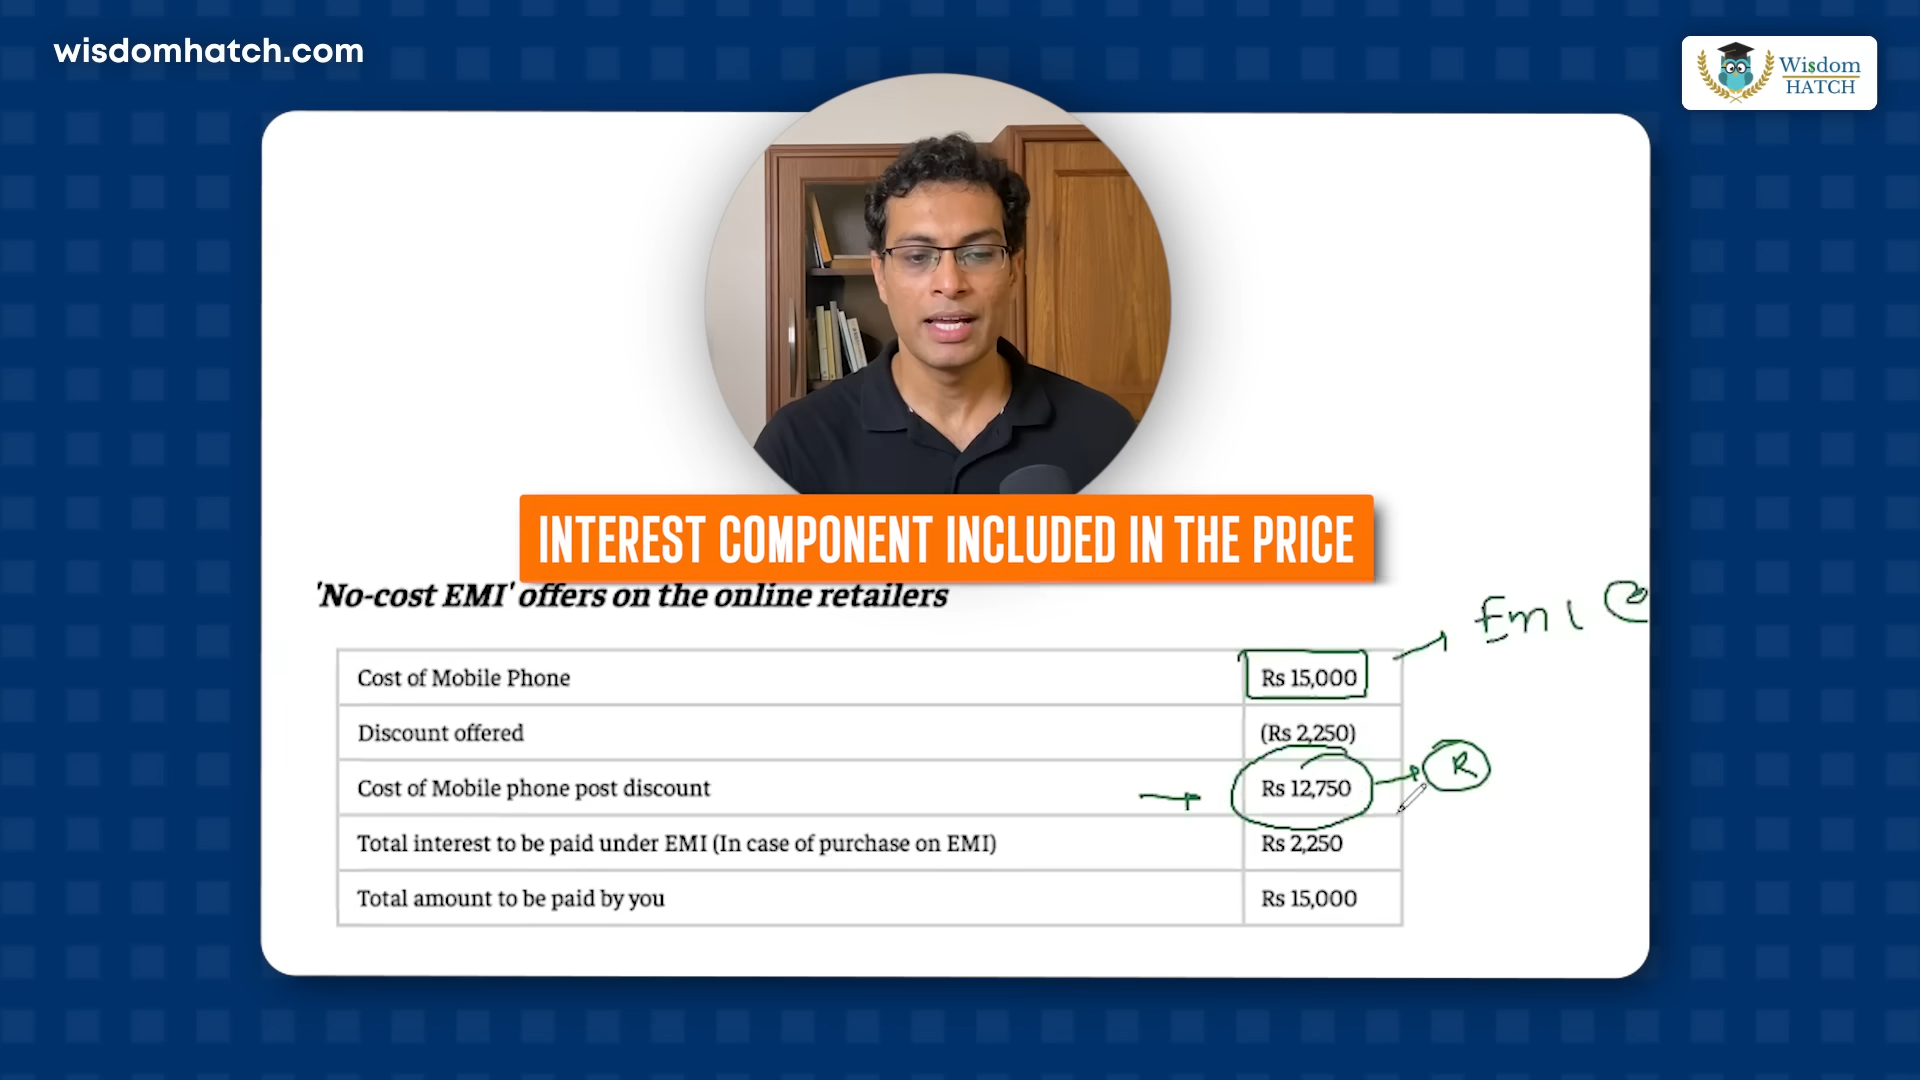 wisdomhatch.com
Wisdom
HATCH
INTEREST COMPONENT INCLUDED IN THE PRICE
'No-cost EMI' offers on the online retailers
Emi
Cost of Mobile Phone Rs 15,000
Discount offered (Rs 2,250)
Cost of Mobile phone post discount Rs 12,750 R
Total interest to be paid under EMI (In case of purchase on EMI) Rs 2,250
Total amount to be paid by you Rs 15,000